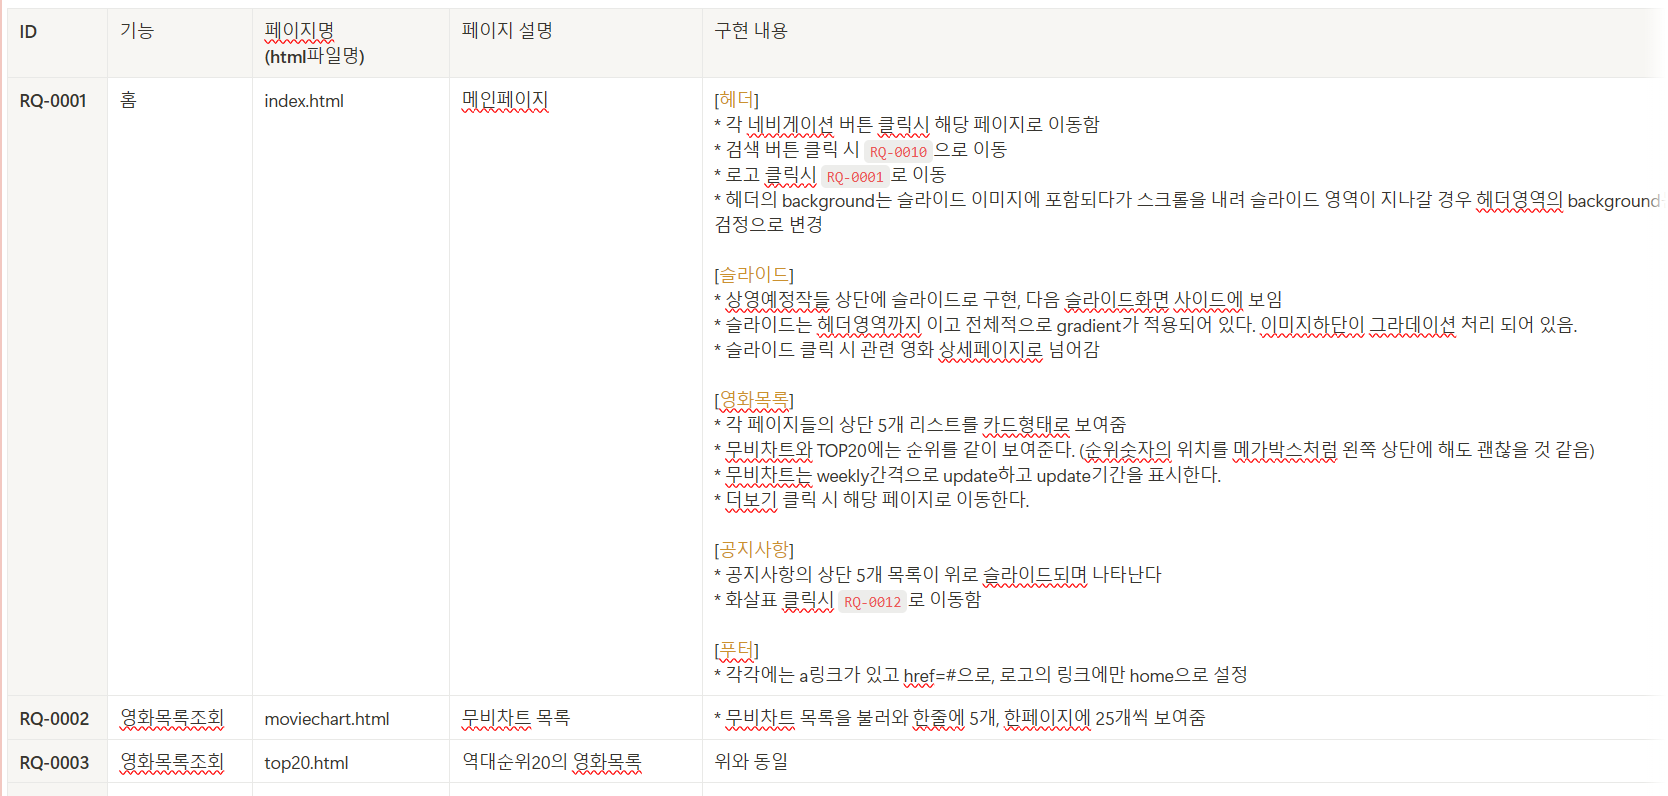 ID 기능 페이지명 페이지 설명 구현 내용
(html파일명)
RQ-0001 홈 index.html 메인페이지 [헤더]
* 각 네비게이션 버튼 클릭시 해당 페이지로 이동함
* 검색 버튼 클릭 시 RQ-0010 으로 이동
* 로고 클릭시 RQ-0001 로 이동
* 헤더의 background는 슬라이드 이미지에 포함되다가 스크롤을 내려 슬라이드 영역이 지나갈 경우 헤더영역의 background
검정으로 변경
[슬라이드]
* 상영예정작들 상단에 슬라이드로 구현, 다음 슬라이드화면 사이드에 보임
* 슬라이드는 헤더영역까지 이고 전체적으로 gradient가 적용되어 있다. 이미지하단이 그라데이션 처리 되어 있음.
* 슬라이드 클릭 시 관련 영화 상세페이지로 넘어감
[영화목록]
* 각 페이지들의 상단 5개 리스트를 카드형태로 보여줌
* 무비차트와 TOP20에는 순위를 같이 보여준다. (순위숫자의 위치를 메가박스처럼 왼쪽 상단에 해도 괜찮을 것 같음)
* 무비차트는 weekly간격으로 update하고 update기간을 표시한다.
* 더보기 클릭 시 해당 페이지로 이동한다.
[공지사항]
* 공지사항의 상단 5개 목록이 위로 슬라이드되며 나타난다
* 화살표 클릭시 RQ-0012 로 이동함
[푸터]
* 각각에는 a링크가 있고 href=#으로, 로고의 링크에만 home으로 설정
RQ-0002 영화목록조회 moviechart.html 무비차트 목록 * 무비차트 목록을 불러와 한줄에 5개, 한페이지에 25개씩 보여줌
RQ-0003 영화목록조회 top20.html 역대순위20의 영화목록 위와 동일